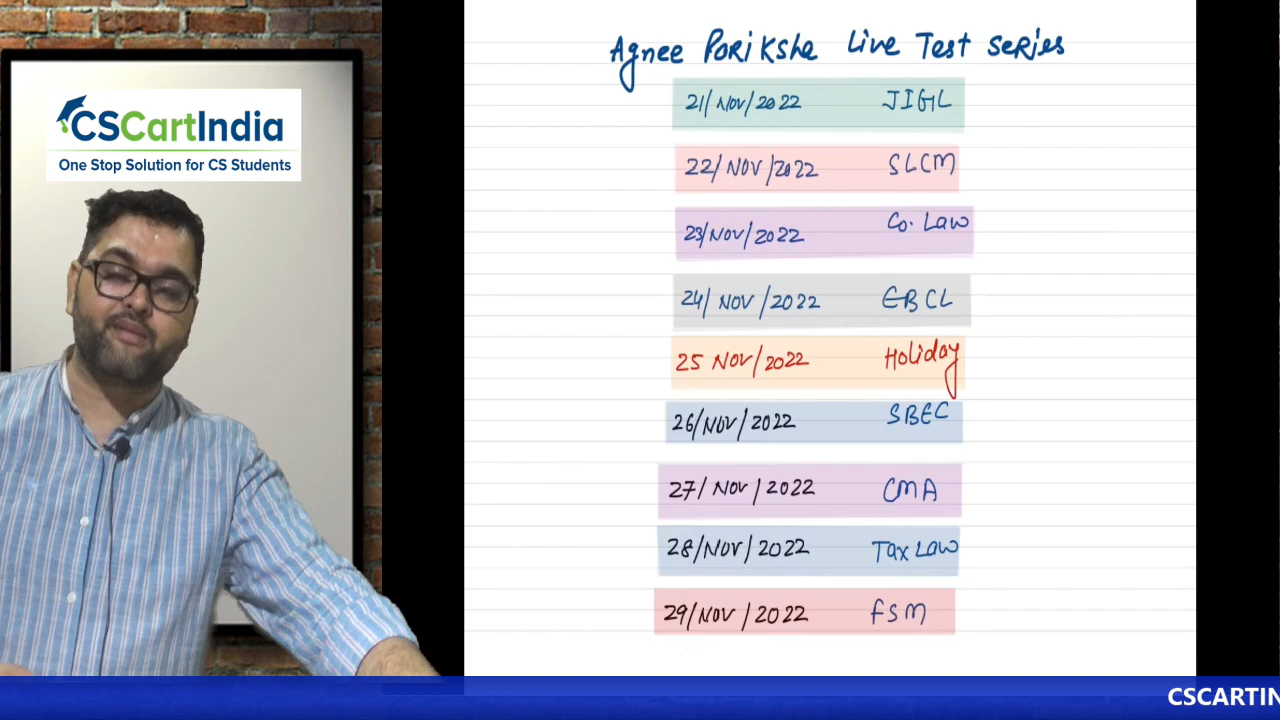 CSCartIndia
One Stop Solution for CS Students
Agnee PaRiKshe Live Test series
21/Nov/2022 JIGL
22/NOV/2022 SLCM
23/NOV/2022 Co. Law
24/NOV/2022 EBCL
25 NOV/2022 Holiday
26/NOV/2022 SBEC
27/Nov/2022 CMA
28/NOV/2022 Tax Law
29/NOV/2022 FSM
CSCARTIN